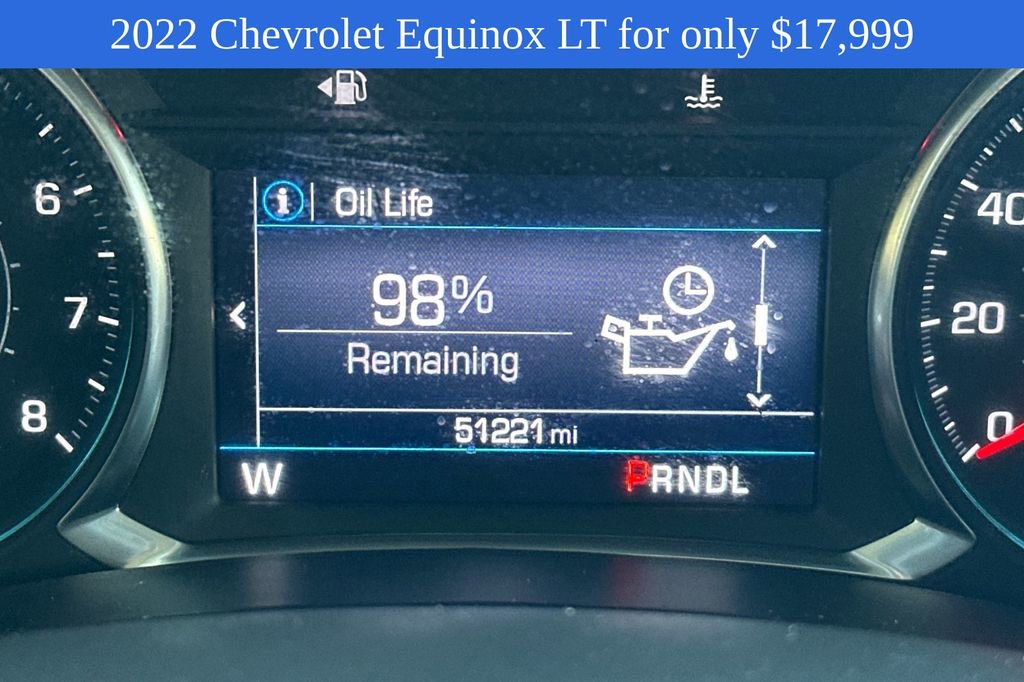 2022 Chevrolet Equinox LT for only $17,999
i Oil Life
6
40
98%
7
20
Remaining
8
0
51221 mi
W
PRNDL